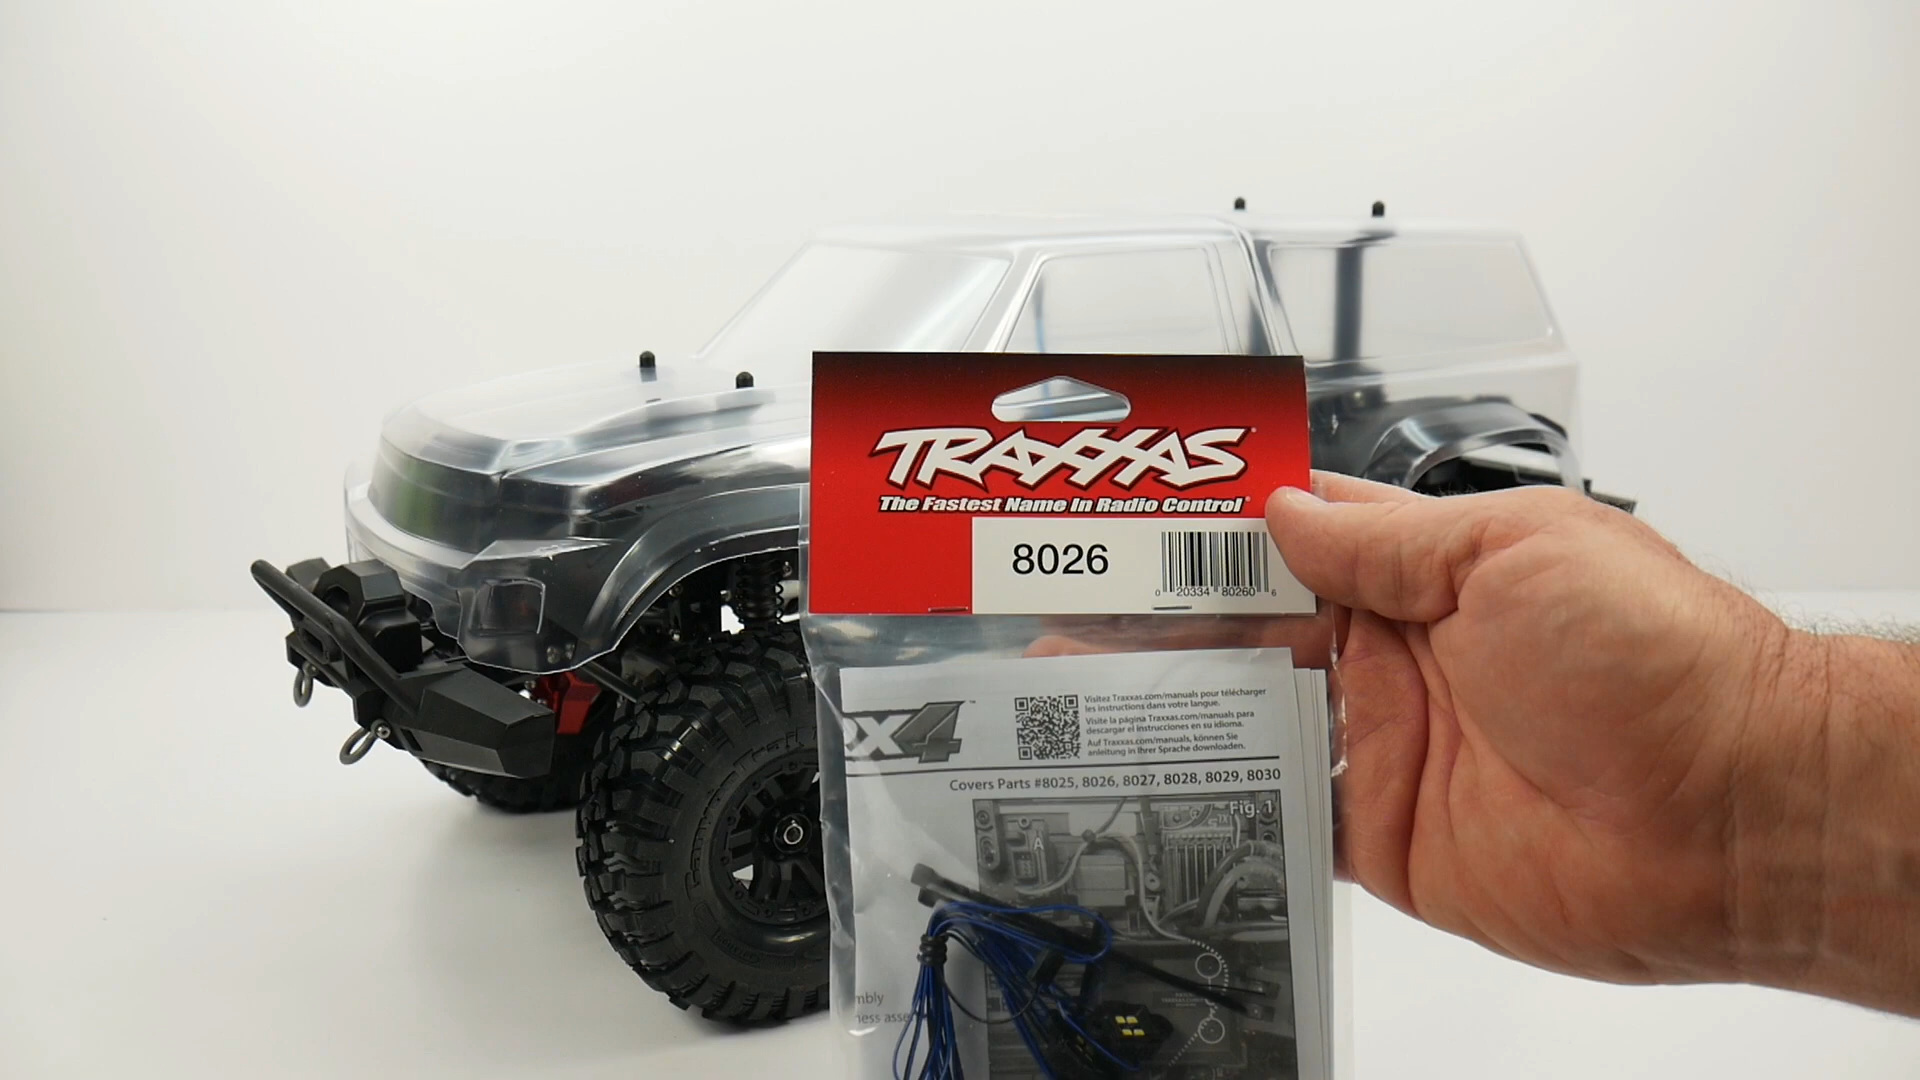 TRAXXAS
The Fastest Name In Radio Control
8026
0 20334 80260 6
RX4
Visitez Traxxas.com/manuals pour télécharger
les instructions dans votre langue.
Visite la página Traxxas.com/manuals para
descargar el instrucciones en su idioma.
Auf Traxxas.com/manuals, können Sie
anleitung in Ihrer Sprache downloaden.
Covers Parts #8025, 8026, 8027, 8028, 8029, 8030
Fig. 1
A
mbly
ness asse